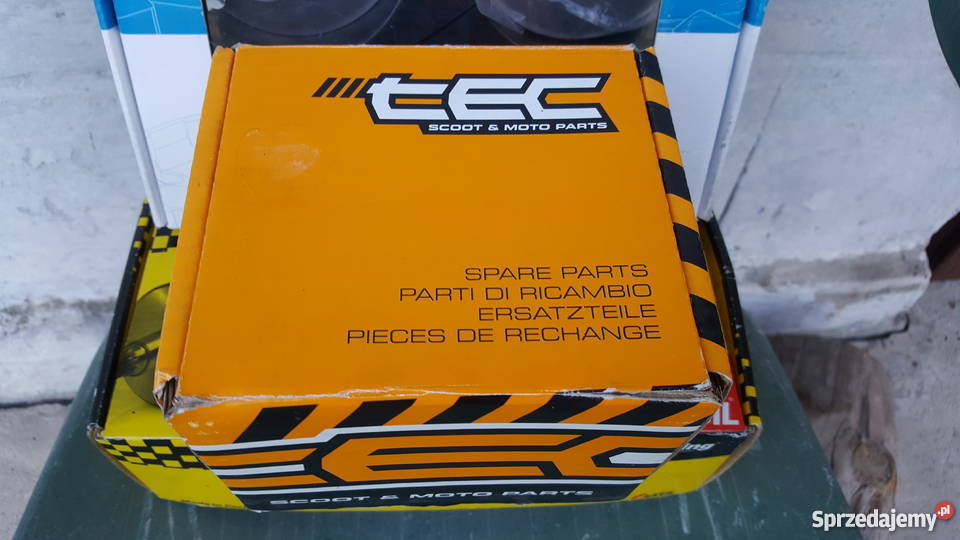 tEC
SCOOT & MOTO PARTS
SPARE PARTS
PARTI DI RICAMBIO
ERSATZTEILE
PIECES DE RECHANGE
tEC
SCOOT & MOTO PARTS
Sprzedajemy.pl